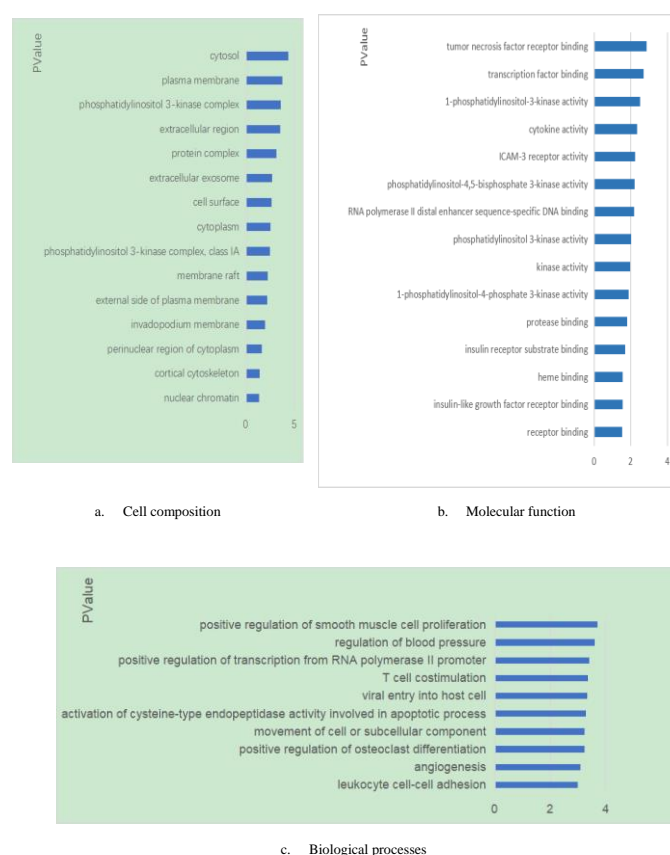 PValue
cytosol
plasma membrane
phosphatidylinositol 3-kinase complex
extracellular region
protein complex
extracellular exosome
cell surface
cytoplasm
phosphatidylinositol 3-kinase complex, class IA
membrane raft
external side of plasma membrane
invadopodium membrane
perinuclear region of cytoplasm
cortical cytoskeleton
nuclear chromatin
0 5
PValue
tumor necrosis factor receptor binding
transcription factor binding
1-phosphatidylinositol-3-kinase activity
cytokine activity
ICAM-3 receptor activity
phosphatidylinositol-4,5-bisphosphate 3-kinase activity
RNA polymerase II distal enhancer sequence-specific DNA binding
phosphatidylinositol 3-kinase activity
kinase activity
1-phosphatidylinositol-4-phosphate 3-kinase activity
protease binding
insulin receptor substrate binding
heme binding
insulin-like growth factor receptor binding
receptor binding
0 2 4
a. Cell composition
b. Molecular function
PValue
positive regulation of smooth muscle cell proliferation
regulation of blood pressure
positive regulation of transcription from RNA polymerase II promoter
T cell costimulation
viral entry into host cell
activation of cysteine-type endopeptidase activity involved in apoptotic process
movement of cell or subcellular component
positive regulation of osteoclast differentiation
angiogenesis
leukocyte cell-cell adhesion
0 2 4
c. Biological processes